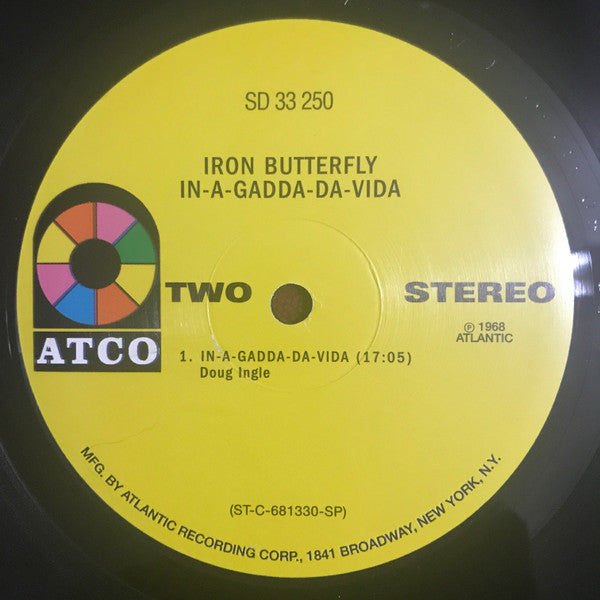 SD 33 250
IRON BUTTERFLY
IN-A-GADDA-DA-VIDA
TWO
STEREO
ATCO
℗ 1968
ATLANTIC
1. IN-A-GADDA-DA-VIDA (17:05)
Doug Ingle
(ST-C-681330-SP)
MFG. BY ATLANTIC RECORDING CORP., 1841 BROADWAY, NEW YORK, N.Y.